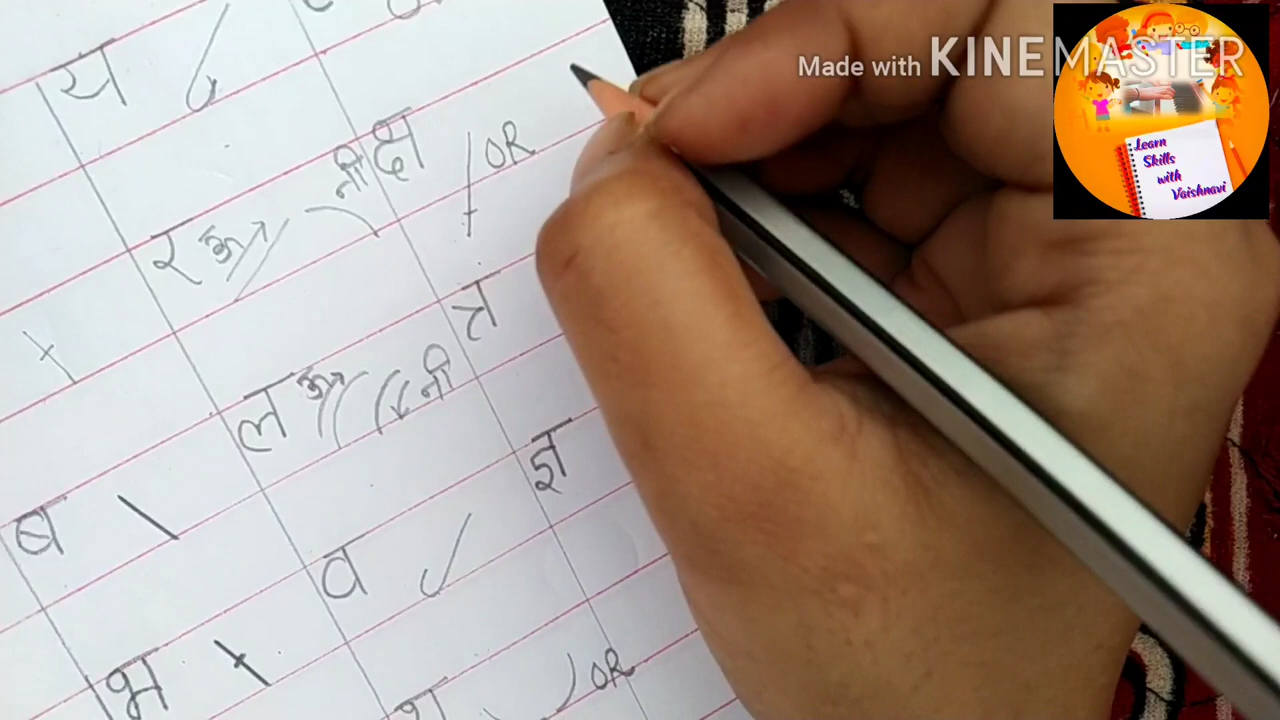 Made with KINEMASTER
Learn
Skills
with
Vaishnavi
य
र ऊ नी
क्ष OR
ल ऊ नी
त्र
ज्ञ
ब
व
भ
श OR